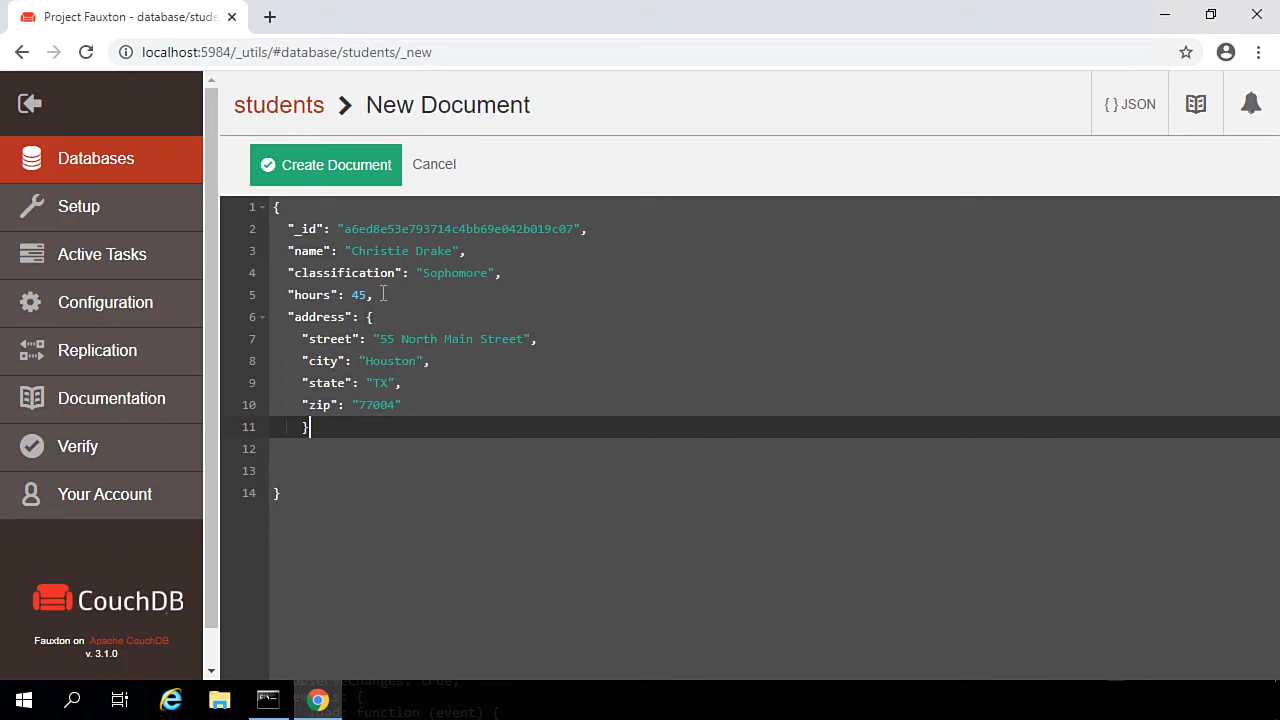 Project Fauxton - database/stude
localhost:5984/_utils/#database/students/_new
students New Document
{ } JSON
Create Document
Cancel
Databases
Setup
Active Tasks
Configuration
Replication
Documentation
Verify
Your Account
CouchDB
Fauxton on Apache CouchDB
v. 3.1.0
1 {
2 "_id": "a6ed8e53e793714c4bb69e042b019c07",
3 "name": "Christie Drake",
4 "classification": "Sophomore",
5 "hours": 45,
6 "address": {
7 "street": "55 North Main Street",
8 "city": "Houston",
9 "state": "TX",
10 "zip": "77004"
11 }
12
13
14 }
load: function (event) {